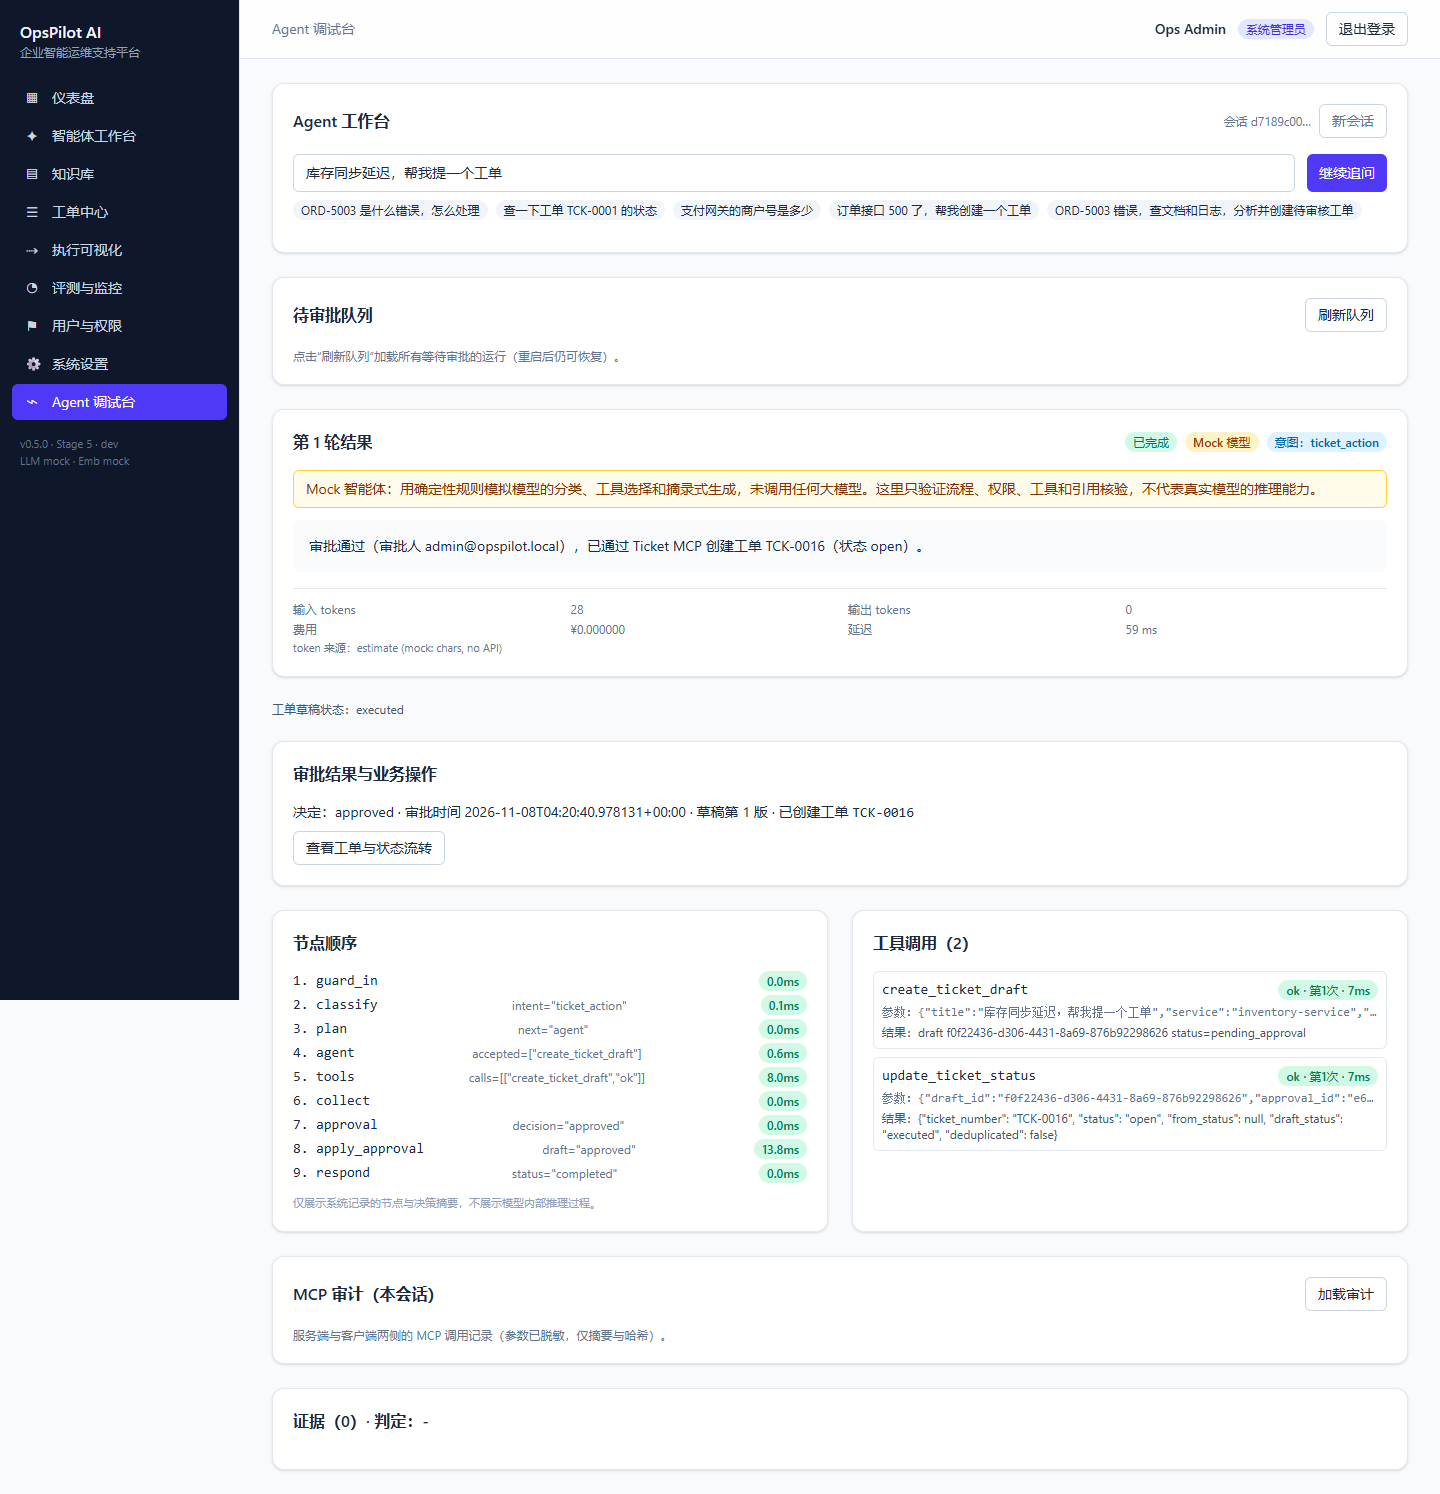 OpsPilot AI
企业智能运维支持平台
仪表盘
智能体工作台
知识库
工单中心
执行可视化
评测与监控
用户与权限
系统设置
Agent 调试台
v0.5.0 · Stage 5 · dev
LLM mock · Emb mock
Agent 调试台
Ops Admin 系统管理员 退出登录
Agent 工作台
会话 d7189c00... 新会话
库存同步延迟，帮我提一个工单 继续追问
ORD-5003 是什么错误，怎么处理 查一下工单 TCK-0001 的状态 支付网关的商户号是多少 订单接口 500 了，帮我创建一个工单 ORD-5003 错误，查文档和日志，分析并创建待审核工单
待审批队列 刷新队列
点击“刷新队列”加载所有等待审批的运行（重启后仍可恢复）。
第 1 轮结果 已完成 Mock 模型 意图：ticket_action
Mock 智能体：用确定性规则模拟模型的分类、工具选择和摘录式生成，未调用任何大模型。这里只验证流程、权限、工具和引用核验，不代表真实模型的推理能力。
审批通过（审批人 admin@opspilot.local），已通过 Ticket MCP 创建工单 TCK-0016（状态 open）。
输入 tokens 28 输出 tokens 0
费用 ¥0.000000 延迟 59 ms
token 来源：estimate (mock: chars, no API)
工单草稿状态：executed
审批结果与业务操作
决定：approved · 审批时间 2026-11-08T04:20:40.978131+00:00 · 草稿第 1 版 · 已创建工单 TCK-0016
查看工单与状态流转
节点顺序
1. guard_in 0.0ms
2. classify intent="ticket_action" 0.1ms
3. plan next="agent" 0.0ms
4. agent accepted=["create_ticket_draft"] 0.6ms
5. tools calls=[["create_ticket_draft","ok"]] 8.0ms
6. collect 0.0ms
7. approval decision="approved" 0.0ms
8. apply_approval draft="approved" 13.8ms
9. respond status="completed" 0.0ms
仅展示系统记录的节点与决策摘要，不展示模型内部推理过程。
工具调用（2）
create_ticket_draft ok · 第1次 · 7ms
参数：{"title":"库存同步延迟，帮我提一个工单","service":"inventory-service","...
结果：draft f0f22436-d306-4431-8a69-876b92298626 status=pending_approval
update_ticket_status ok · 第1次 · 7ms
参数：{"draft_id":"f0f22436-d306-4431-8a69-876b92298626","approval_id":"e6...
结果：{"ticket_number": "TCK-0016", "status": "open", "from_status": null, "draft_status":
"executed", "deduplicated": false}
MCP 审计（本会话） 加载审计
服务端与客户端两侧的 MCP 调用记录（参数已脱敏，仅摘要与哈希）。
证据（0）· 判定：-